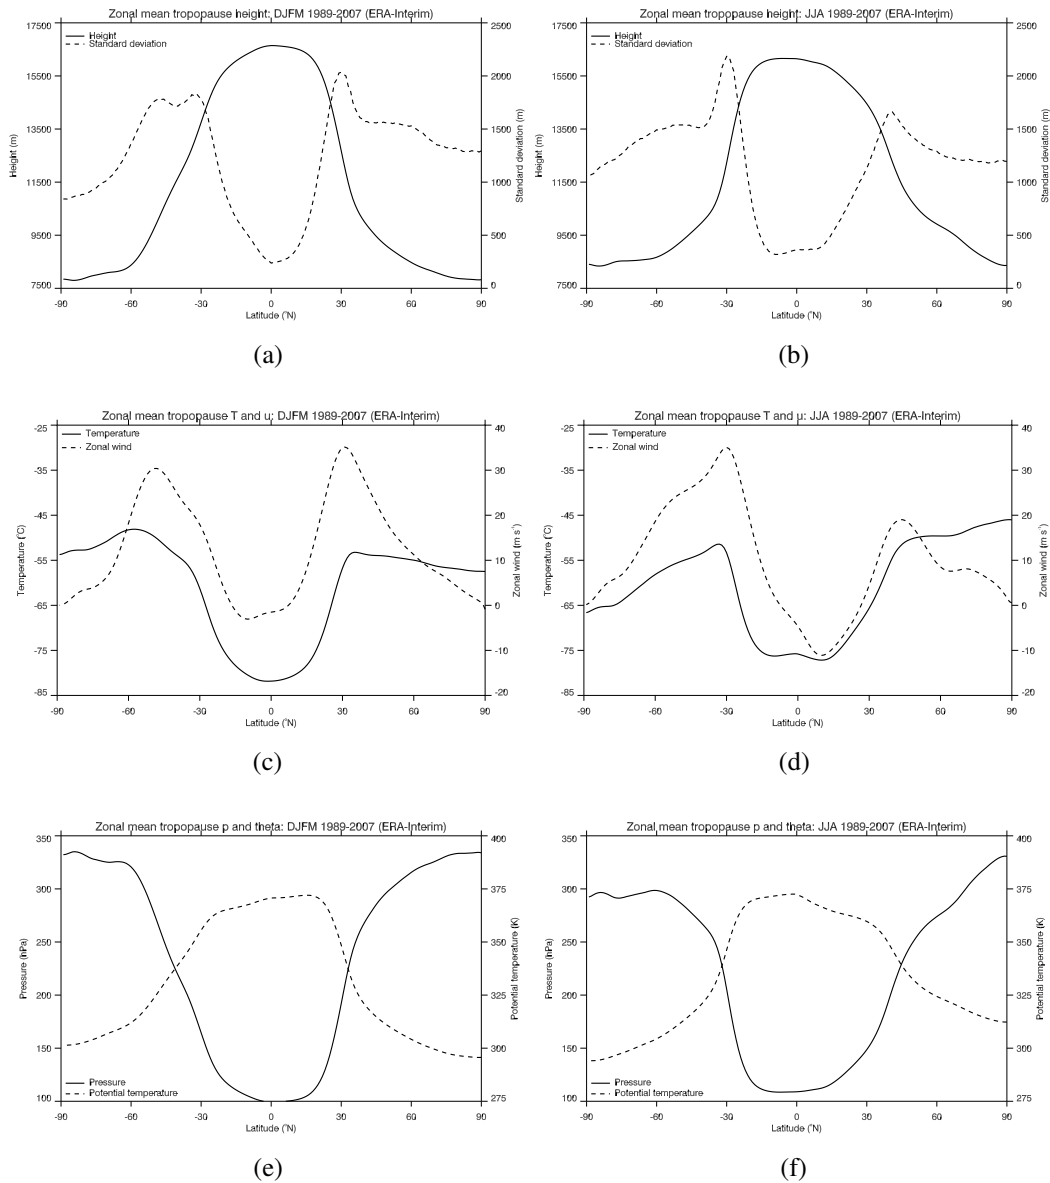 Zonal mean tropopause height: DJFM 1989-2007 (ERA-Interim)
Height
Standard deviation
17500
15500
13500
11500
9500
7500
Height (m)
2500
2000
1500
1000
500
0
Standard deviation (m)
-90 -60 -30 0 30 60 90
Latitude (°N)
(a)
Zonal mean tropopause height: JJA 1989-2007 (ERA-Interim)
Height
Standard deviation
17500
15500
13500
11500
9500
7500
Height (m)
2500
2000
1500
1000
500
0
Standard deviation (m)
-90 -60 -30 0 30 60 90
Latitude (°N)
(b)
Zonal mean tropopause T and u: DJFM 1989-2007 (ERA-Interim)
Temperature
Zonal wind
-25
-35
-45
-55
-65
-75
-85
Temperature (°C)
40
30
20
10
0
-10
-20
Zonal wind (m s⁻¹)
-90 -60 -30 0 30 60 90
Latitude (°N)
(c)
Zonal mean tropopause T and u: JJA 1989-2007 (ERA-Interim)
Temperature
Zonal wind
-25
-35
-45
-55
-65
-75
-85
Temperature (°C)
40
30
20
10
0
-10
-20
Zonal wind (m s⁻¹)
-90 -60 -30 0 30 60 90
Latitude (°N)
(d)
Zonal mean tropopause p and theta: DJFM 1989-2007 (ERA-Interim)
350
300
250
200
150
100
Pressure (hPa)
400
375
350
325
300
275
Potential temperature (K)
Pressure
Potential temperature
-90 -60 -30 0 30 60 90
Latitude (°N)
(e)
Zonal mean tropopause p and theta: JJA 1989-2007 (ERA-Interim)
350
300
250
200
150
100
Pressure (hPa)
400
375
350
325
300
275
Potential temperature (K)
Pressure
Potential temperature
-90 -60 -30 0 30 60 90
Latitude (°N)
(f)